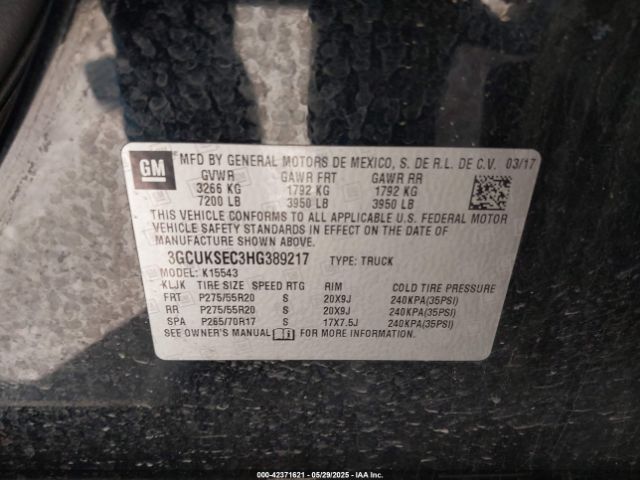 GM
MFD BY GENERAL MOTORS DE MEXICO, S. DE R.L. DE C.V. 03/17
GVWR GAWR FRT GAWR RR
3266 KG 1792 KG 1792 KG
7200 LB 3950 LB 3950 LB
THIS VEHICLE CONFORMS TO ALL APPLICABLE U.S. FEDERAL MOTOR
VEHICLE SAFETY STANDARDS IN EFFECT ON THE DATE OF
MANUFACTURE SHOWN ABOVE.
3GCUKSEC3HG389217 TYPE: TRUCK
MODEL: K15543
KLJK TIRE SIZE SPEED RTG RIM COLD TIRE PRESSURE
FRT P275/55R20 S 20X9J 240KPA(35PSI)
RR P275/55R20 S 20X9J 240KPA(35PSI)
SPA P265/70R17 S 17X7.5J 240KPA(35PSI)
SEE OWNER'S MANUAL FOR MORE INFORMATION.
000-42371621 - 05/29/2025 - IAAI.com